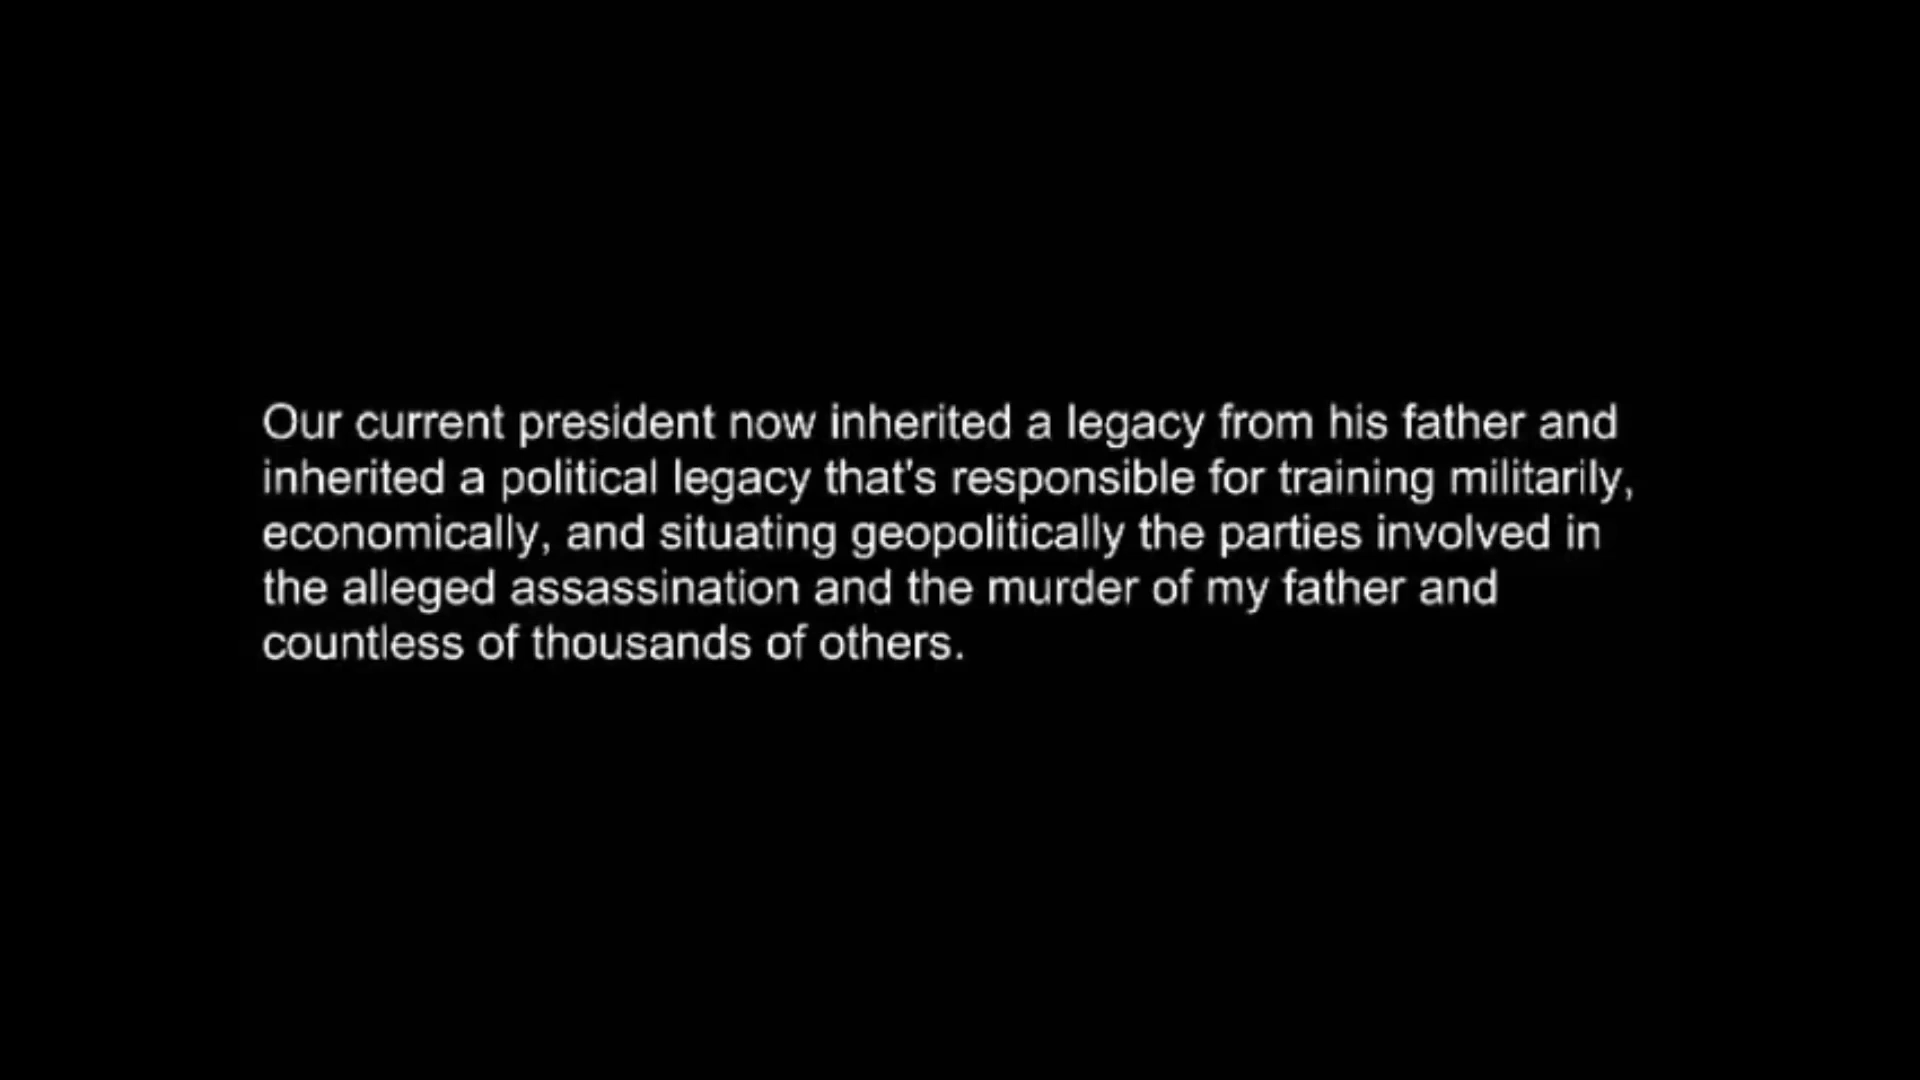 Our current president now inherited a legacy from his father and
inherited a political legacy that's responsible for training militarily,
economically, and situating geopolitically the parties involved in
the alleged assassination and the murder of my father and
countless of thousands of others.